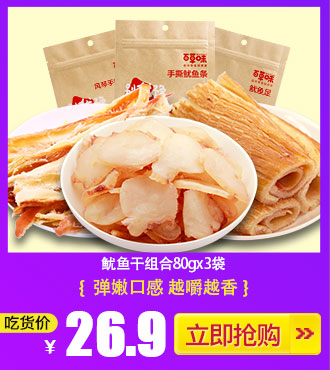 百草味
手撕鱿鱼条
百草味
鱿鱼足
鱿鱼干组合80gx3袋
{ 弹嫩口感 越嚼越香 }
吃货价
¥ 26.9
立即抢购 >>